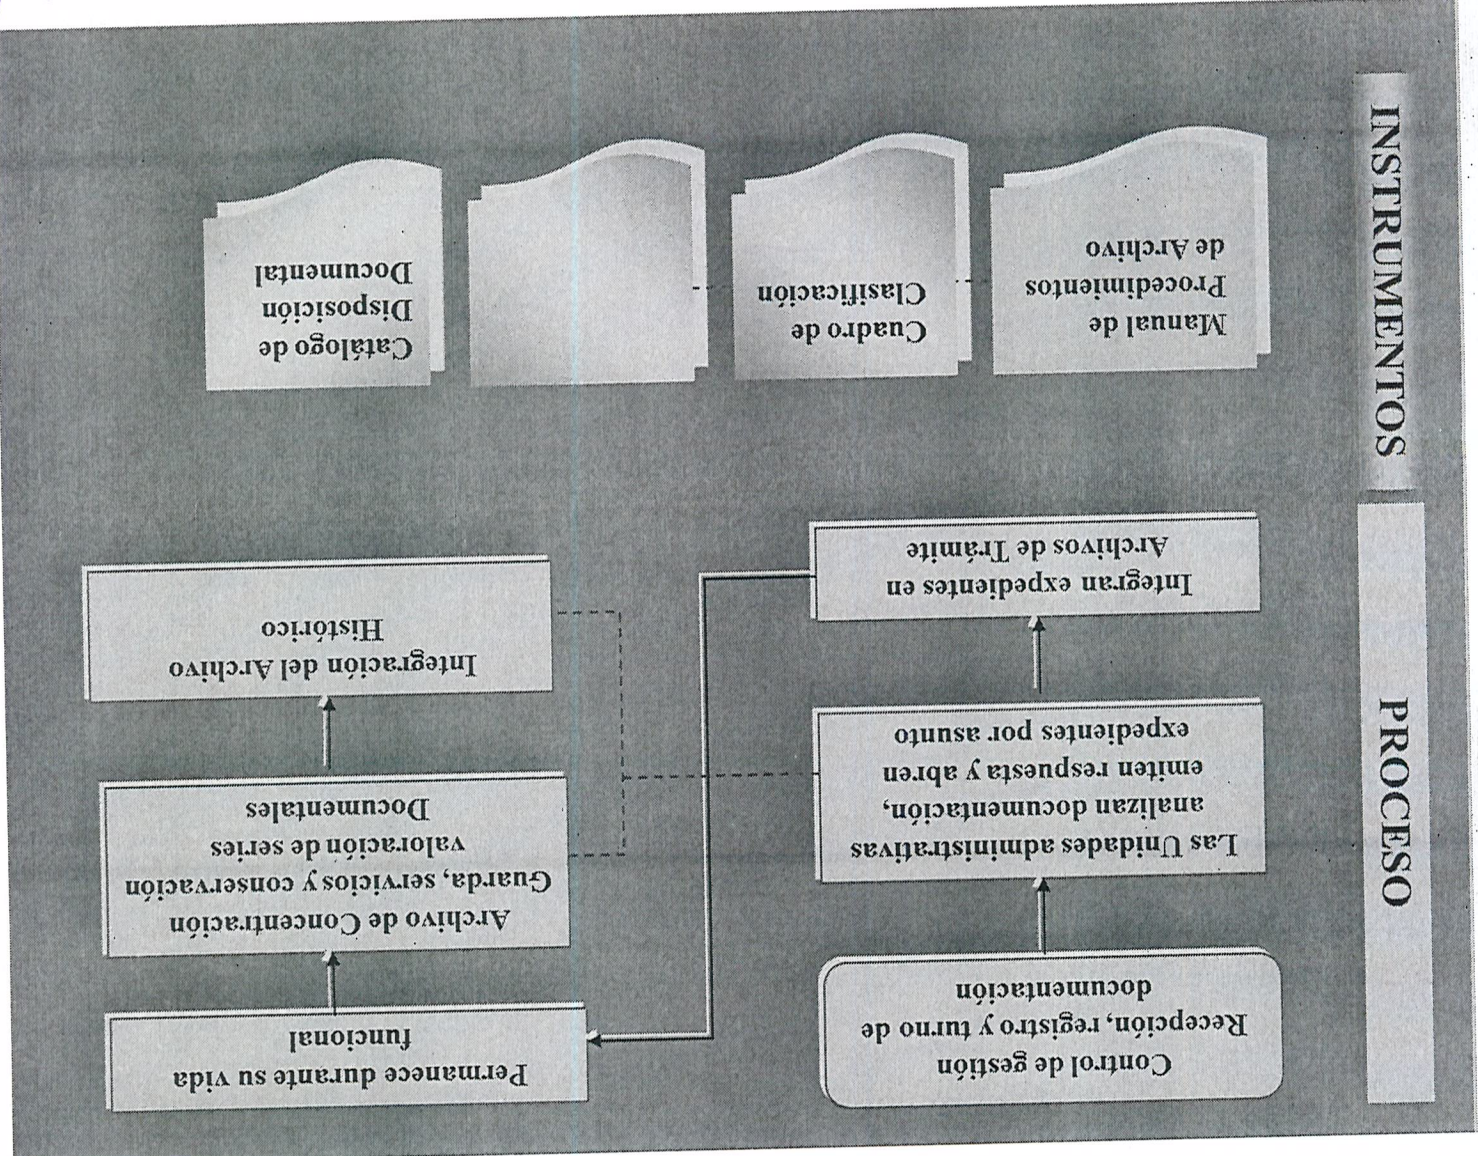 PROCESO
Control de gestión
Recepción, registro y turno de
documentación
Las Unidades administrativas
analizan documentación,
emiten respuesta y abren
expedientes por asunto
Integran expedientes en
Archivos de Trámite
Permanece durante su vida
funcional
Archivo de Concentración
Guarda, servicios y conservación
valoración de series
Documentales
Integración del Archivo
Histórico
INSTRUMENTOS
Manual de
Procedimientos
de Archivo
Cuadro de
Clasificación
Catálogo de
Disposición
Documental